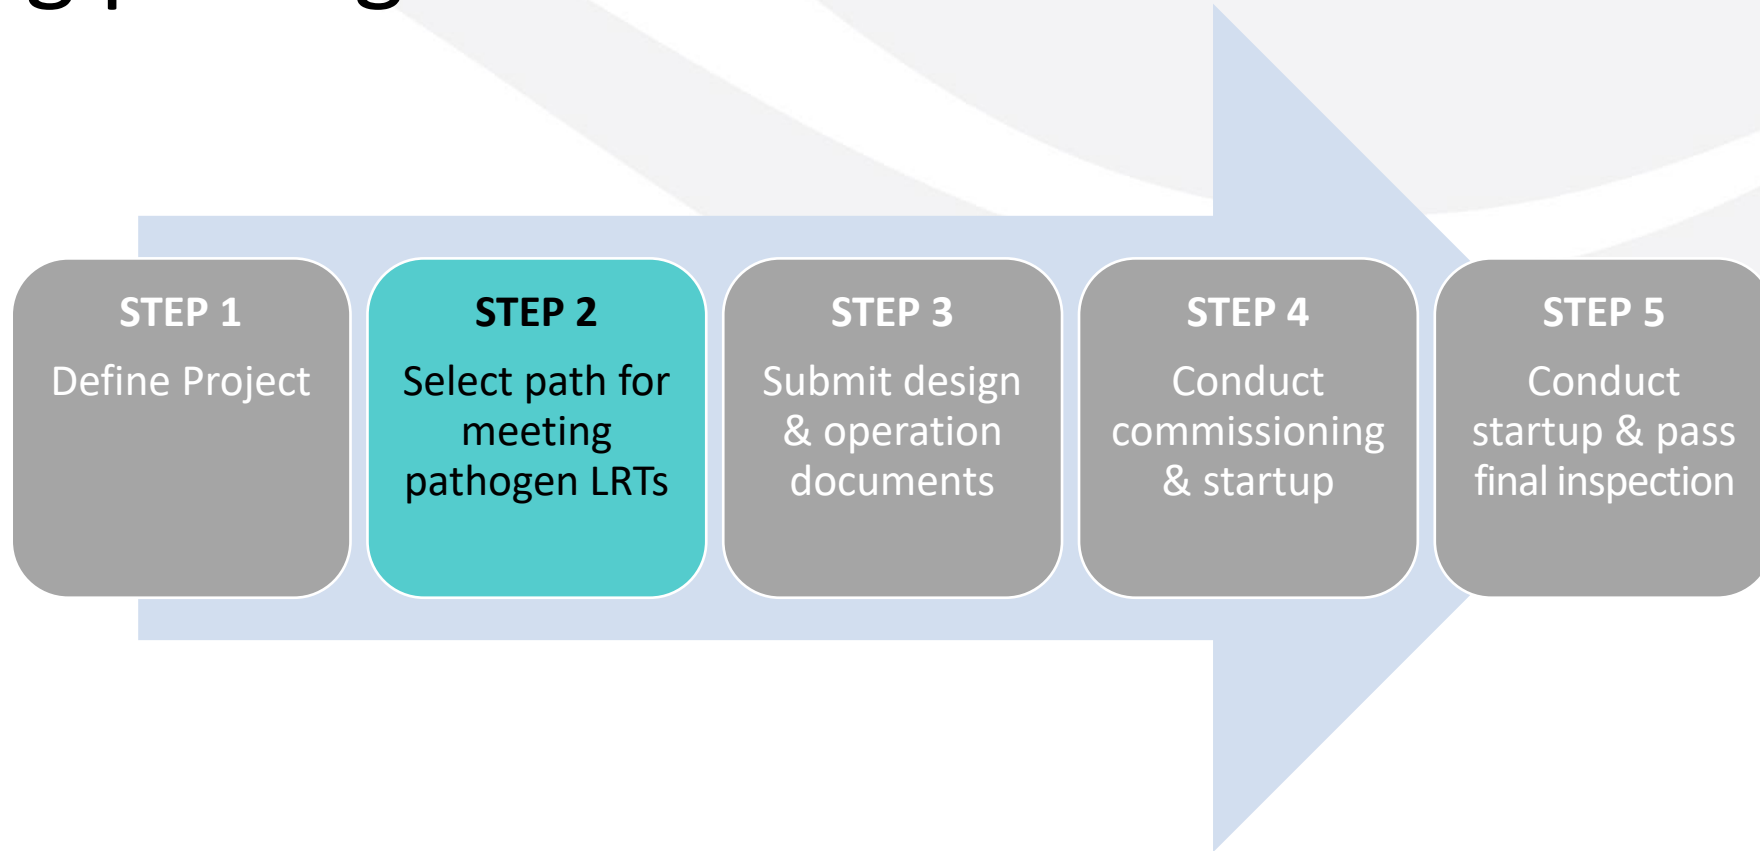 STEP 1
Define Project
STEP 2
Select path for
meeting
pathogen LRTs
STEP 3
Submit design
& operation
documents
STEP 4
Conduct
commissioning
& startup
STEP 5
Conduct
startup & pass
final inspection